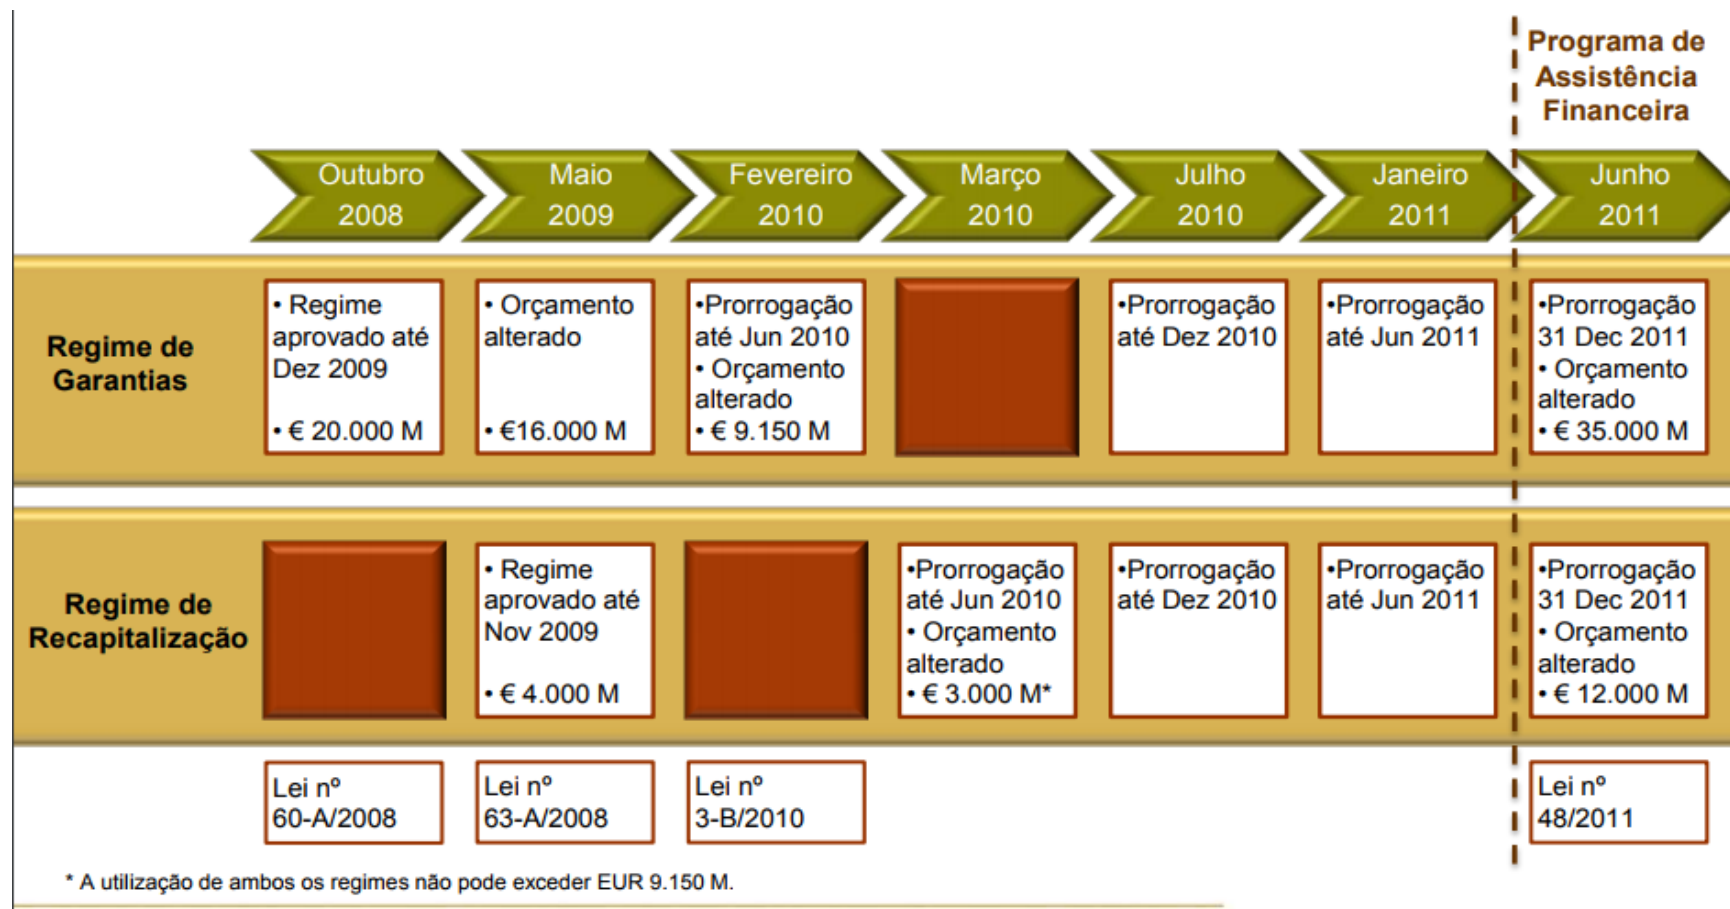 Programa de
Assistência
Financeira
Outubro
2008
Maio
2009
Fevereiro
2010
Março
2010
Julho
2010
Janeiro
2011
Junho
2011
Regime de
Garantias
• Regime
aprovado até
Dez 2009
• € 20.000 M
• Orçamento
alterado
• €16.000 M
•Prorrogação
até Jun 2010
• Orçamento
alterado
• € 9.150 M
•Prorrogação
até Dez 2010
•Prorrogação
até Jun 2011
•Prorrogação
31 Dec 2011
• Orçamento
alterado
• € 35.000 M
Regime de
Recapitalização
• Regime
aprovado até
Nov 2009
• € 4.000 M
•Prorrogação
até Jun 2010
• Orçamento
alterado
• € 3.000 M*
•Prorrogação
até Dez 2010
•Prorrogação
até Jun 2011
•Prorrogação
31 Dec 2011
• Orçamento
alterado
• € 12.000 M
Lei nº
60-A/2008
Lei nº
63-A/2008
Lei nº
3-B/2010
Lei nº
48/2011
* A utilização de ambos os regimes não pode exceder EUR 9.150 M.